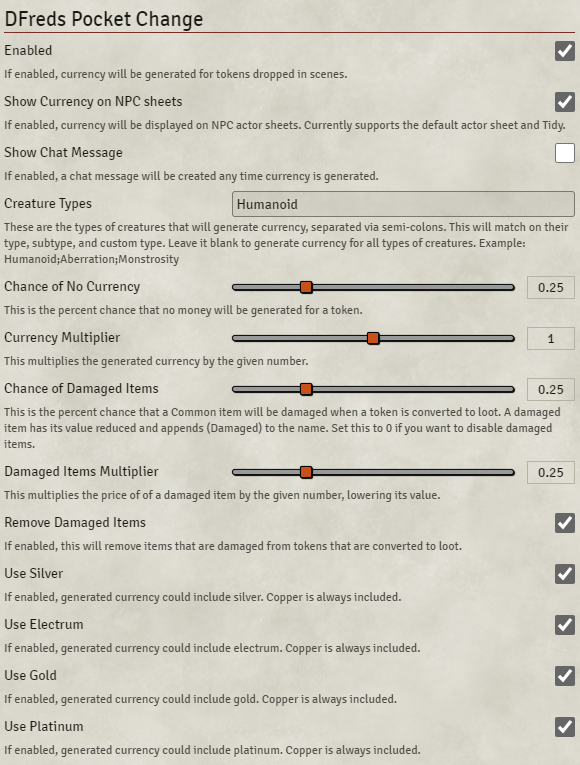 DFreds Pocket Change
Enabled
If enabled, currency will be generated for tokens dropped in scenes.
Show Currency on NPC sheets
If enabled, currency will be displayed on NPC actor sheets. Currently supports the default actor sheet and Tidy.
Show Chat Message
If enabled, a chat message will be created any time currency is generated.
Creature Types Humanoid
These are the types of creatures that will generate currency, separated via semi-colons. This will match on their
type, subtype, and custom type. Leave it blank to generate currency for all types of creatures. Example:
Humanoid;Aberration;Monstrosity
Chance of No Currency 0.25
This is the percent chance that no money will be generated for a token.
Currency Multiplier 1
This multiplies the generated currency by the given number.
Chance of Damaged Items 0.25
This is the percent chance that a Common item will be damaged when a token is converted to loot. A damaged
item has its value reduced and appends (Damaged) to the name. Set this to 0 if you want to disable damaged
items.
Damaged Items Multiplier 0.25
This multiplies the price of of a damaged item by the given number, lowering its value.
Remove Damaged Items
If enabled, this will remove items that are damaged from tokens that are converted to loot.
Use Silver
If enabled, generated currency could include silver. Copper is always included.
Use Electrum
If enabled, generated currency could include electrum. Copper is always included.
Use Gold
If enabled, generated currency could include gold. Copper is always included.
Use Platinum
If enabled, generated currency could include platinum. Copper is always included.